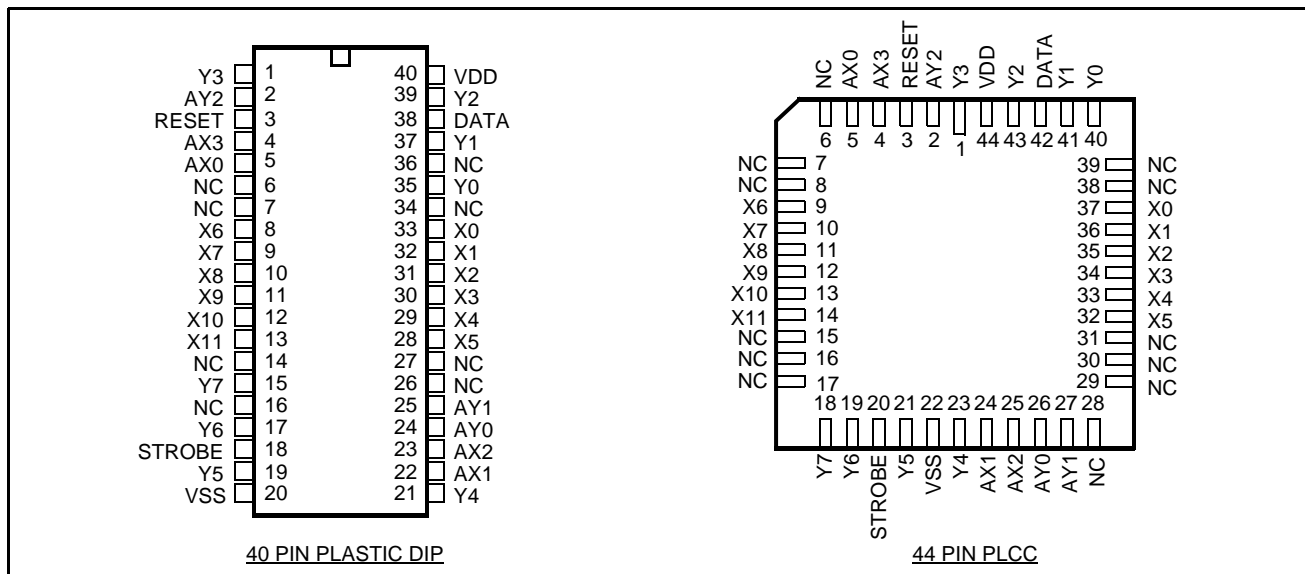 Y3 1 40 VDD
AY2 2 39 Y2
RESET 3 38 DATA
AX3 4 37 Y1
AX0 5 36 NC
NC 6 35 Y0
NC 7 34 NC
X6 8 33 X0
X7 9 32 X1
X8 10 31 X2
X9 11 30 X3
X10 12 29 X4
X11 13 28 X5
NC 14 27 NC
Y7 15 26 NC
NC 16 25 AY1
Y6 17 24 AY0
STROBE 18 23 AX2
Y5 19 22 AX1
VSS 20 21 Y4
40 PIN PLASTIC DIP
NC AX0 AX3 RESET AY2 Y3 VDD Y2 DATA Y1 Y0
6 5 4 3 2 1 44 43 42 41 40
NC 7 39 NC
NC 8 38 NC
X6 9 37 X0
X7 10 36 X1
X8 11 35 X2
X9 12 34 X3
X10 13 33 X4
X11 14 32 X5
NC 15 31 NC
NC 16 30 NC
NC 17 29 NC
18 19 20 21 22 23 24 25 26 27 28
Y7 Y6 STROBE Y5 VSS Y4 AX1 AX2 AY0 AY1 NC
44 PIN PLCC